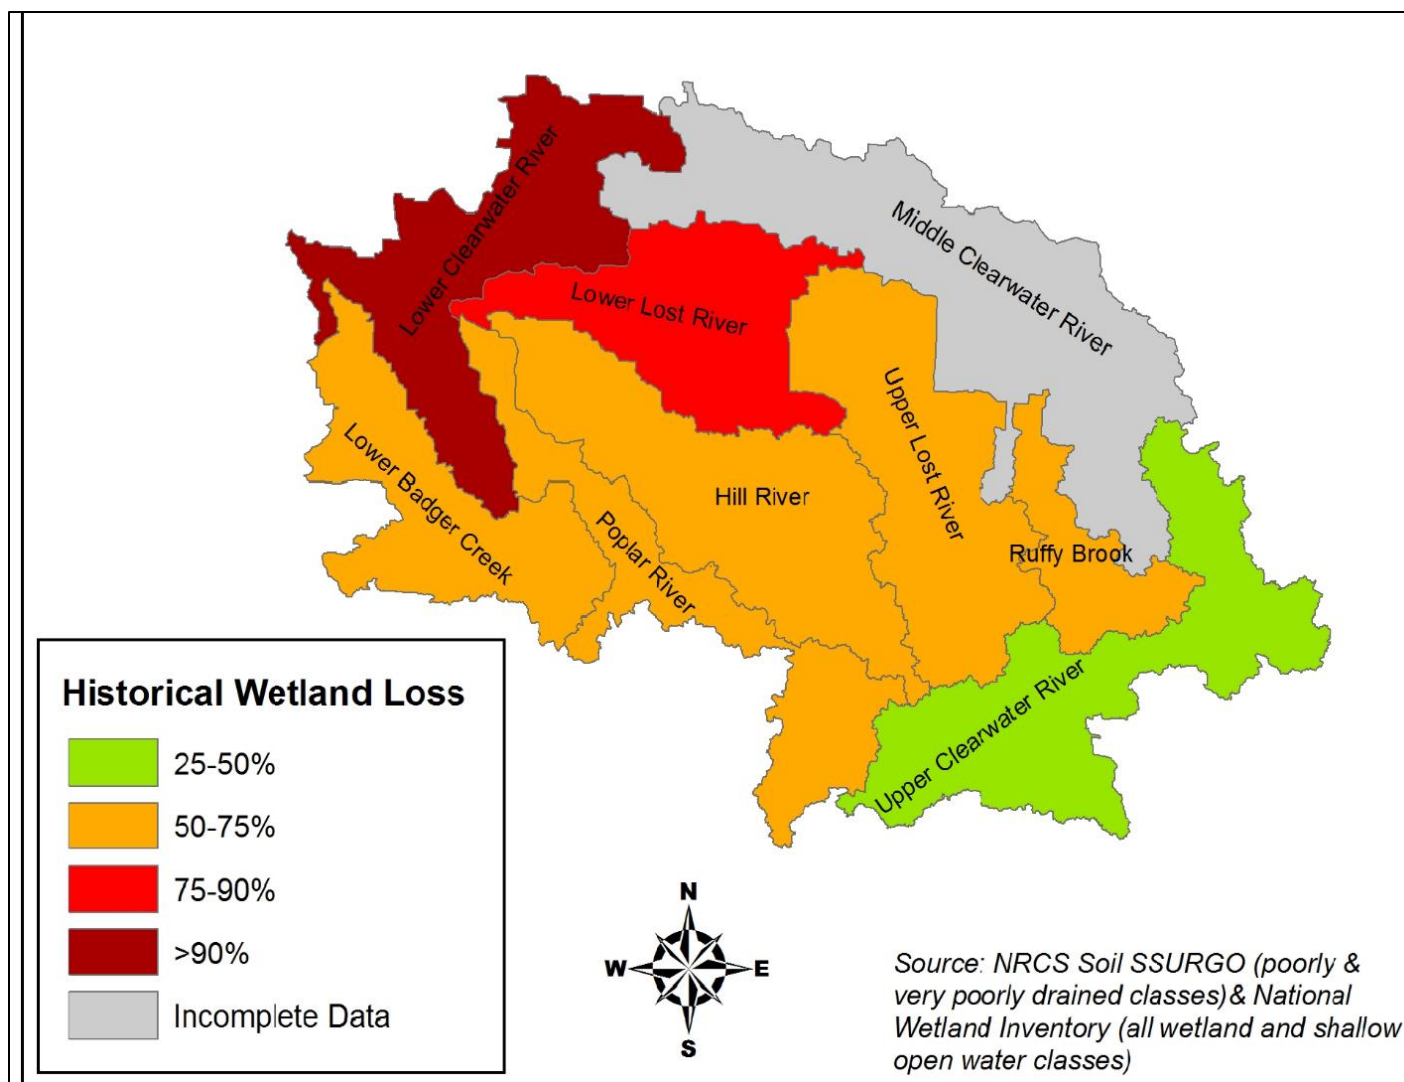 Lower Clearwater River
Middle Clearwater River
Lower Lost River
Upper Lost River
Lower Badger Creek
Hill River
Poplar River
Ruffy Brook
Upper Clearwater River
Historical Wetland Loss
25-50%
50-75%
75-90%
>90%
Incomplete Data
N
W
E
S
Source: NRCS Soil SSURGO (poorly &
very poorly drained classes)& National
Wetland Inventory (all wetland and shallow
open water classes)